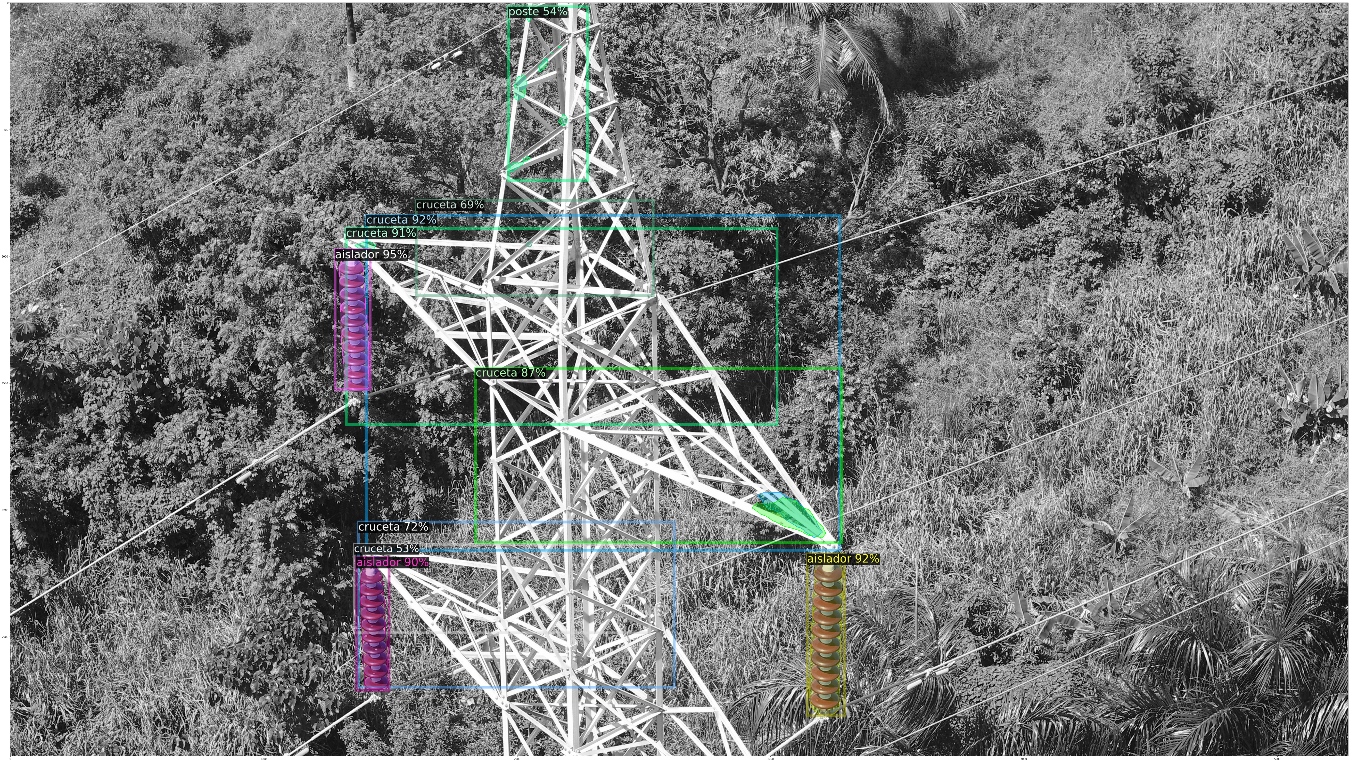 poste 54%
cruceta 69%
cruceta 92%
cruceta 91%
aislador 95%
cruceta 87%
cruceta 72%
cruceta 53%
aislador 90%
aislador 92%